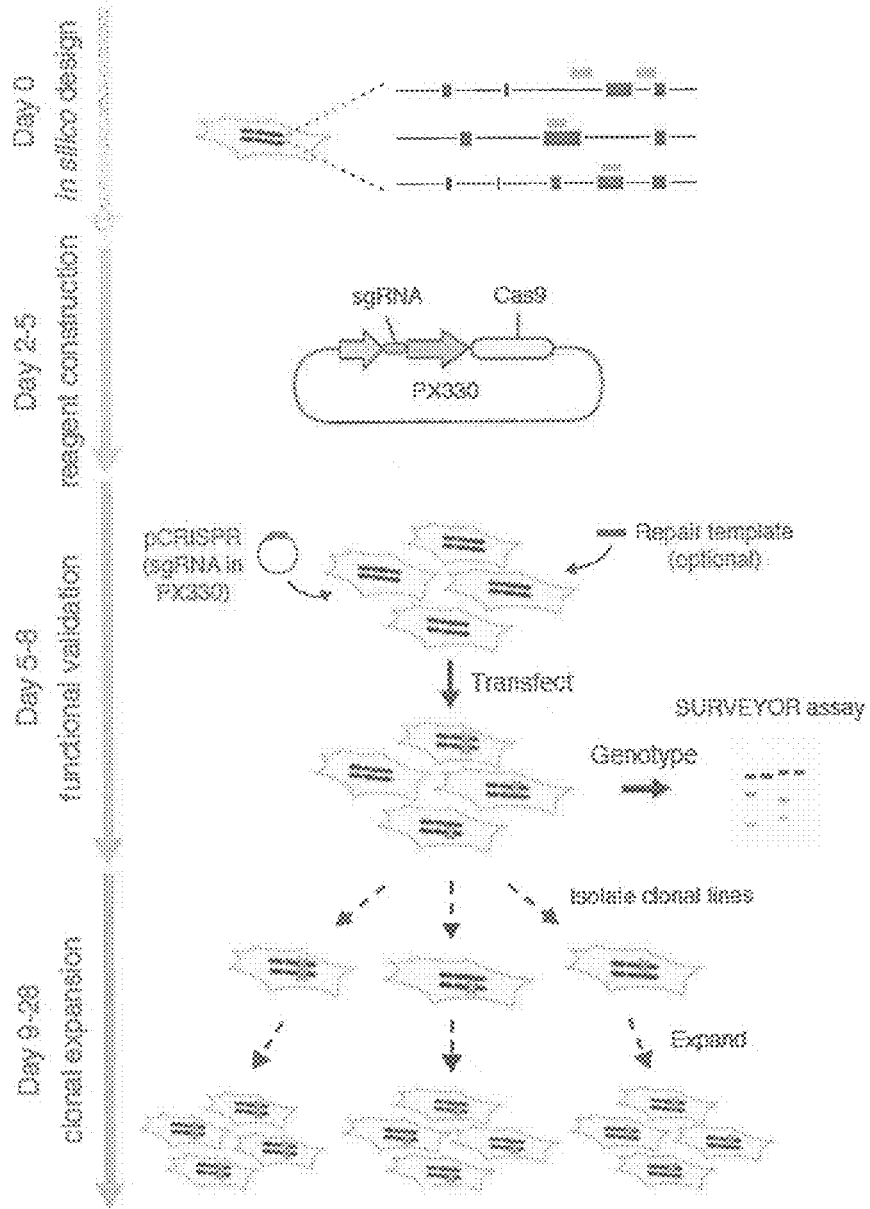 Day 0
in silico design
Day 2-5
reagent construction
sgRNA
Cas9
PX330
Day 5-8
functional validation
pCRISPR
(sgRNA in
PX330)
Repair template
(optional)
Transfect
SURVEYOR assay
Genotype
Day 9-28
clonal expansion
Isolate clonal lines
Expand